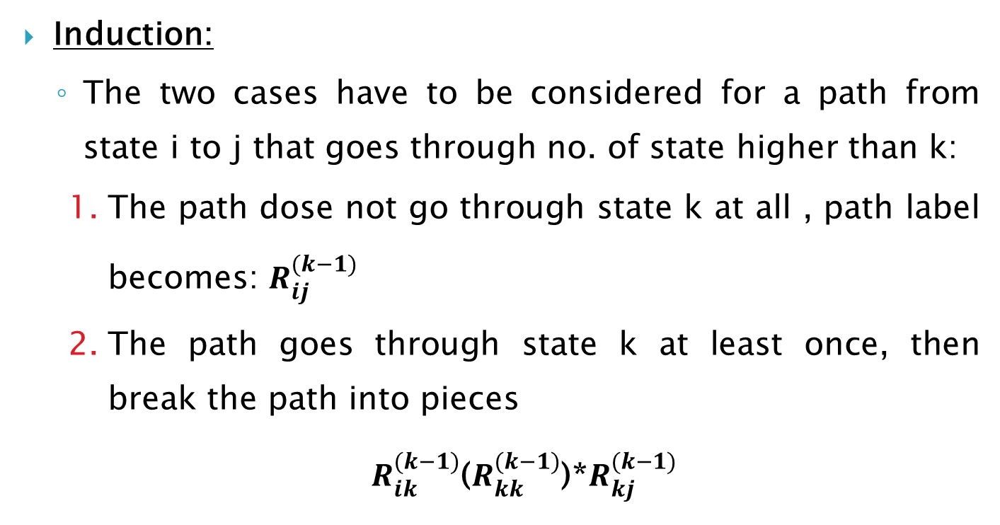 Induction:
The two cases have to be considered for a path from
state i to j that goes through no. of state higher than k:
1. The path dose not go through state k at all , path label
becomes: R_{ij}^{(k−1)}
2. The path goes through state k at least once, then
break the path into pieces
R_{ik}^{(k−1)}(R_{kk}^{(k−1)})*R_{kj}^{(k−1)}